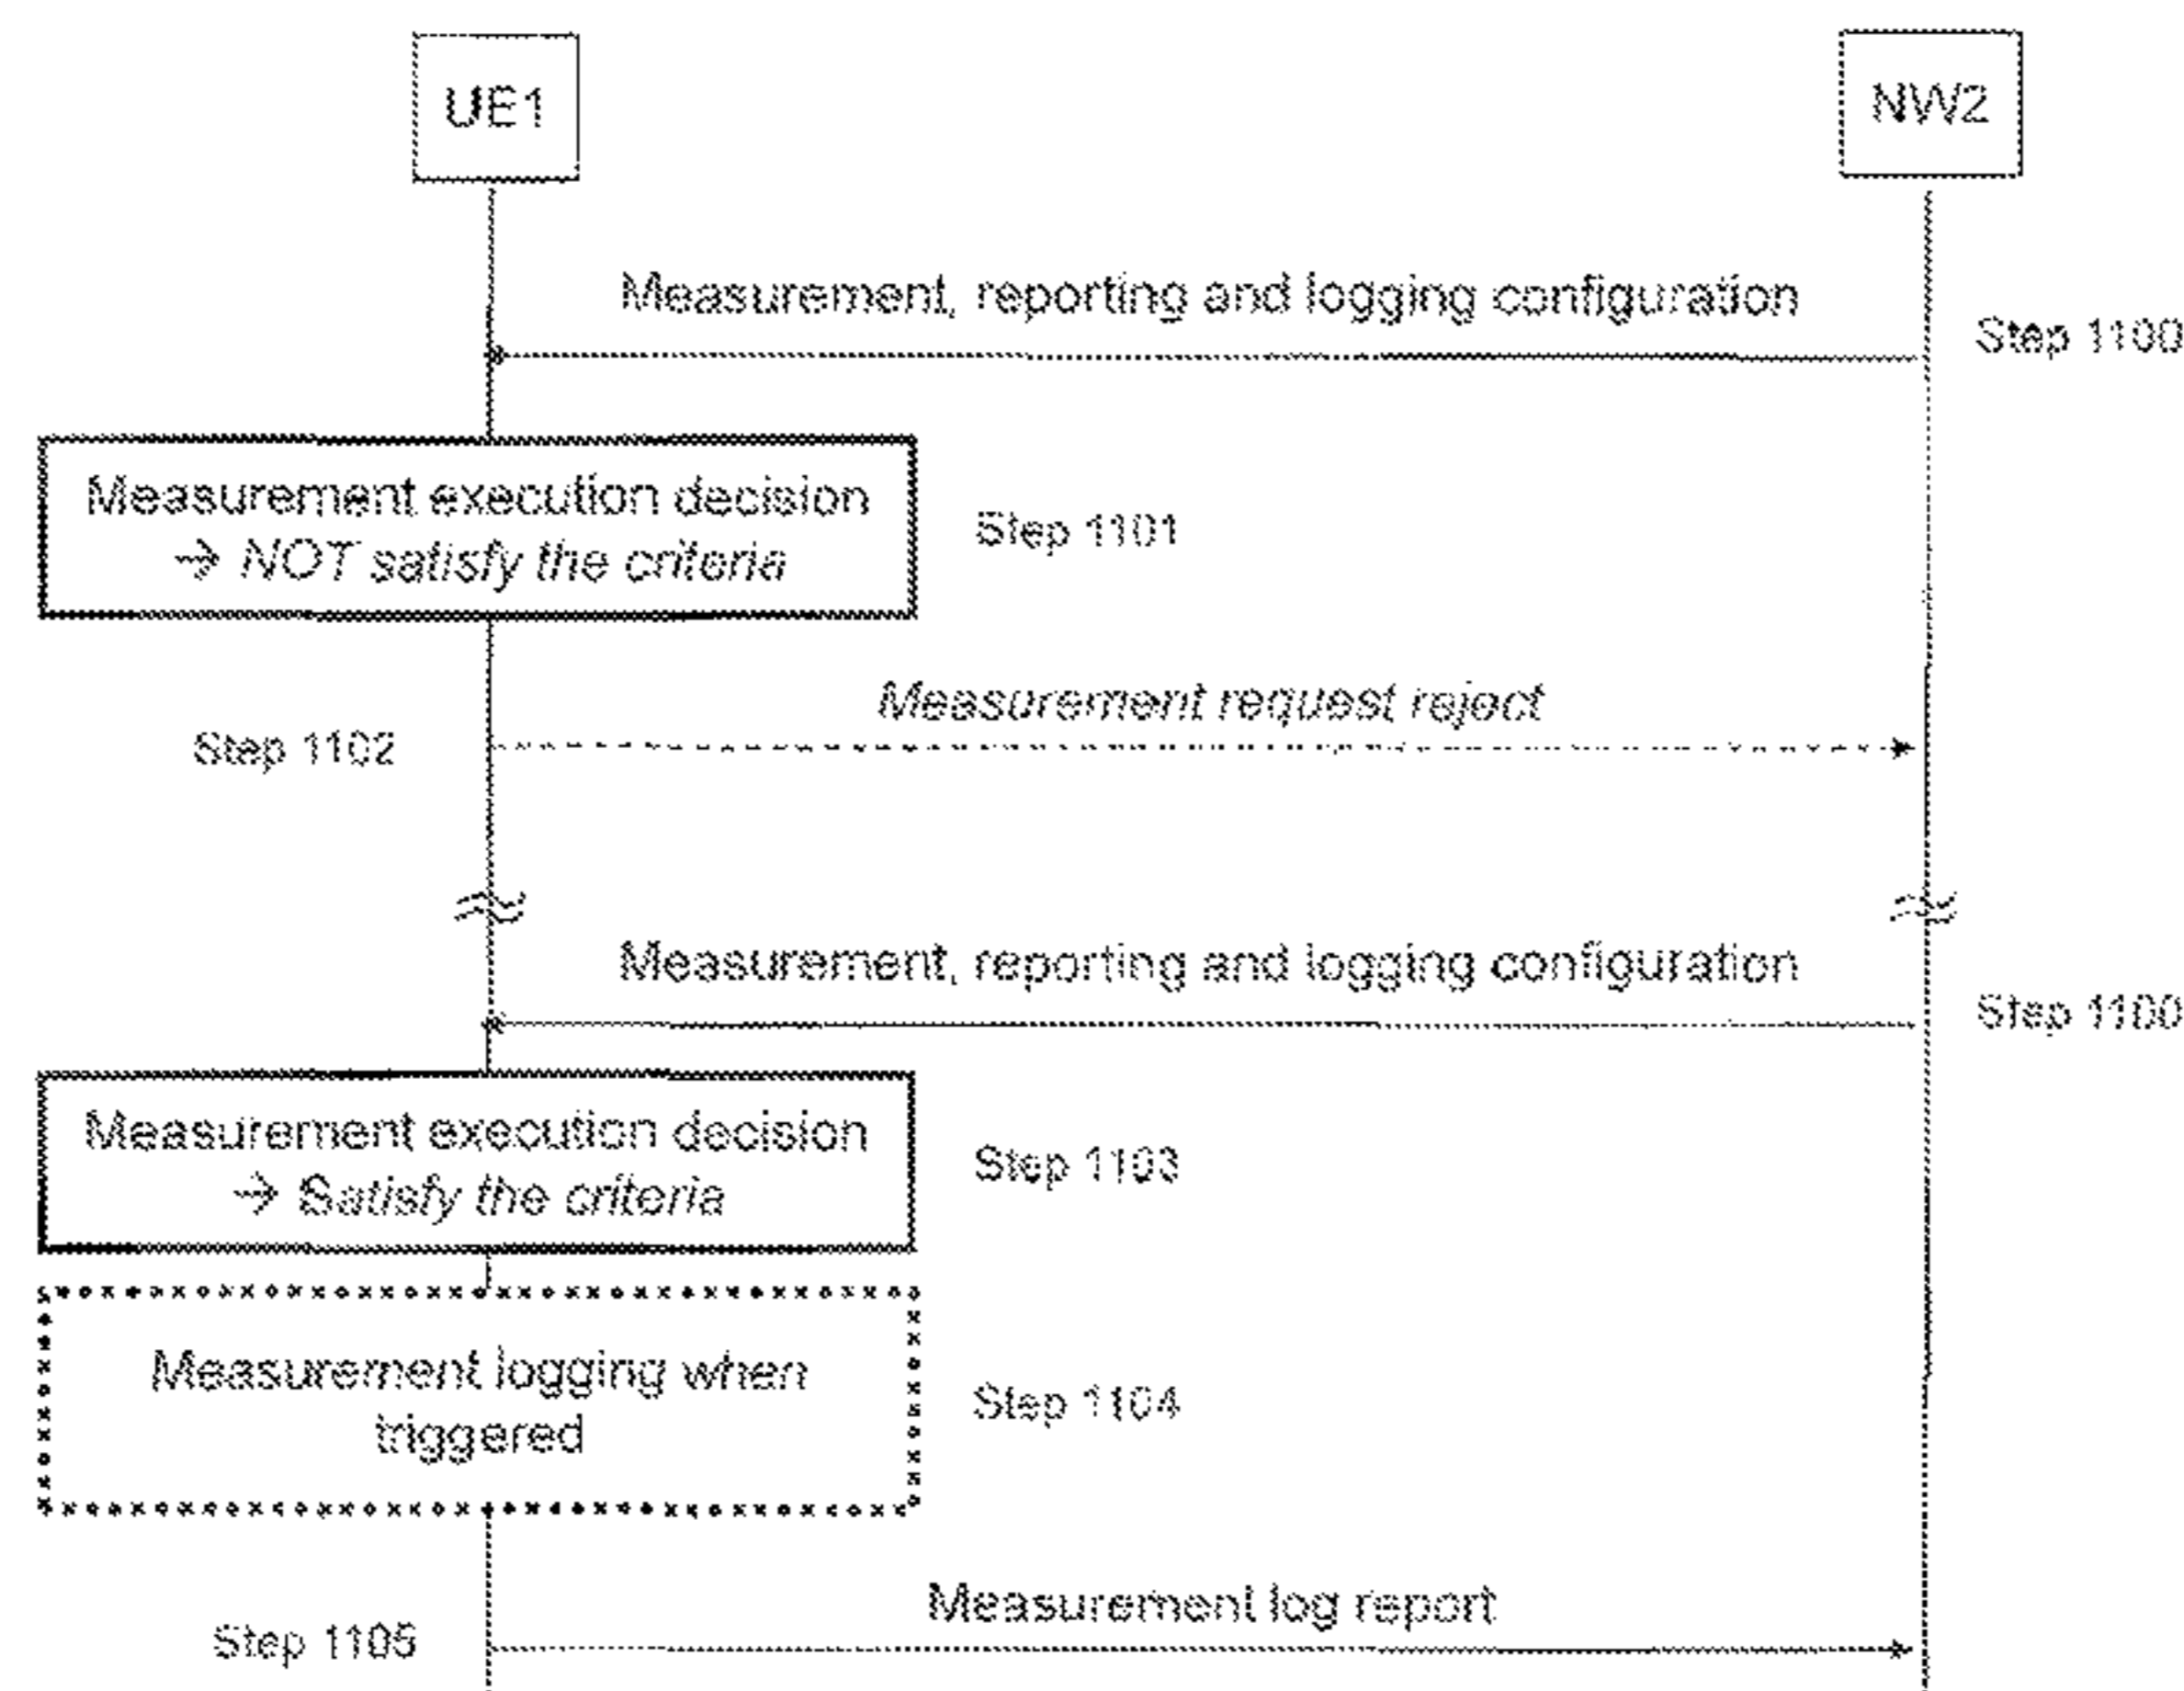 UE1
NW2
Measurement, reporting and logging configuration
Step 1100
Measurement execution decision
→ NOT satisfy the criteria
Step 1101
Measurement request reject
Step 1102
Measurement, reporting and logging configuration
Step 1100
Measurement execution decision
→ Satisfy the criteria
Step 1103
Measurement logging when
triggered
Step 1104
Measurement log report
Step 1105